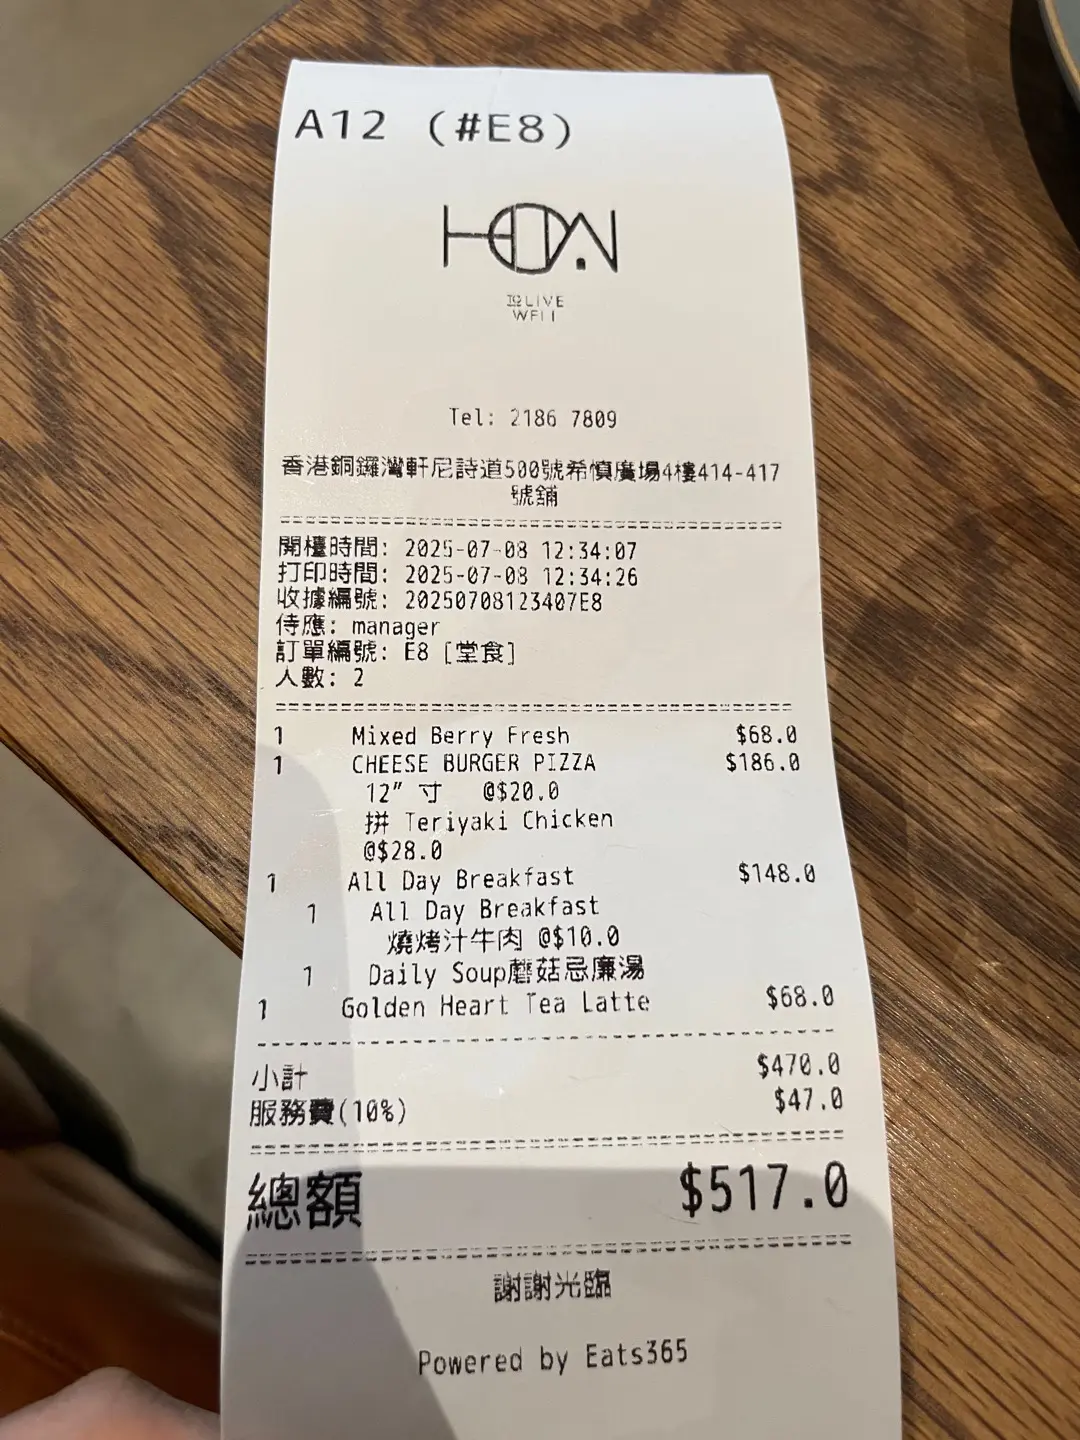 A12 (#E8)
HOW
TO LIVE
WELL
Tel: 2186 7809
香港銅鑼灣軒尼詩道500號希慎廣場4樓414-417
號舖
開檯時間: 2025-07-08 12:34:07
打印時間: 2025-07-08 12:34:26
收據編號: 20250708123407E8
侍應: manager
訂單編號: E8 [堂食]
人數: 2
1 Mixed Berry Fresh $68.0
1 CHEESE BURGER PIZZA $186.0
12" 寸 @$20.0
拼 Teriyaki Chicken
@$28.0
1 All Day Breakfast $148.0
1 All Day Breakfast
燒烤汁牛肉 @$10.0
1 Daily Soup蘑菇忌廉湯
1 Golden Heart Tea Latte $68.0
小計 $470.0
服務費(10%) $47.0
總額 $517.0
謝謝光臨
Powered by Eats365